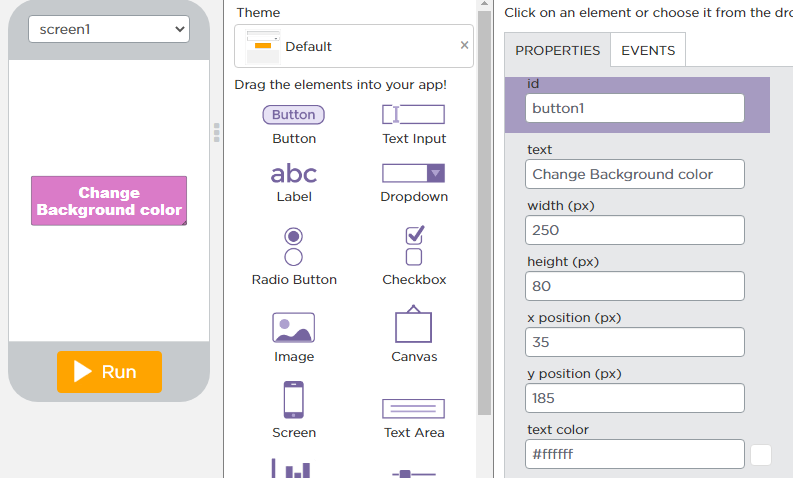 screen1
Change
Background color
Run
Theme
Default
×
Drag the elements into your app!
Button
Button
Text Input
abc
Label
Dropdown
Radio Button
Checkbox
Image
Canvas
Screen
Text Area
Click on an element or choose it from the dro
PROPERTIES
EVENTS
id
button1
text
Change Background color
width (px)
250
height (px)
80
x position (px)
35
y position (px)
185
text color
#ffffff